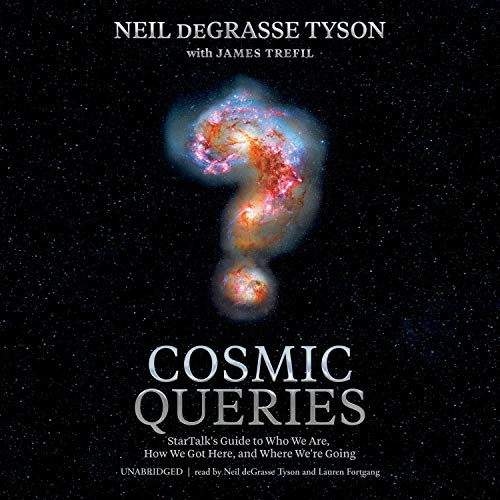 NEIL DEGRASSE TYSON
with JAMES TREFIL
COSMIC
QUERIES
StarTalk's Guide to Who We Are,
How We Got Here, and Where We're Going
UNABRIDGED | read by Neil deGrasse Tyson and Lauren Fortgang